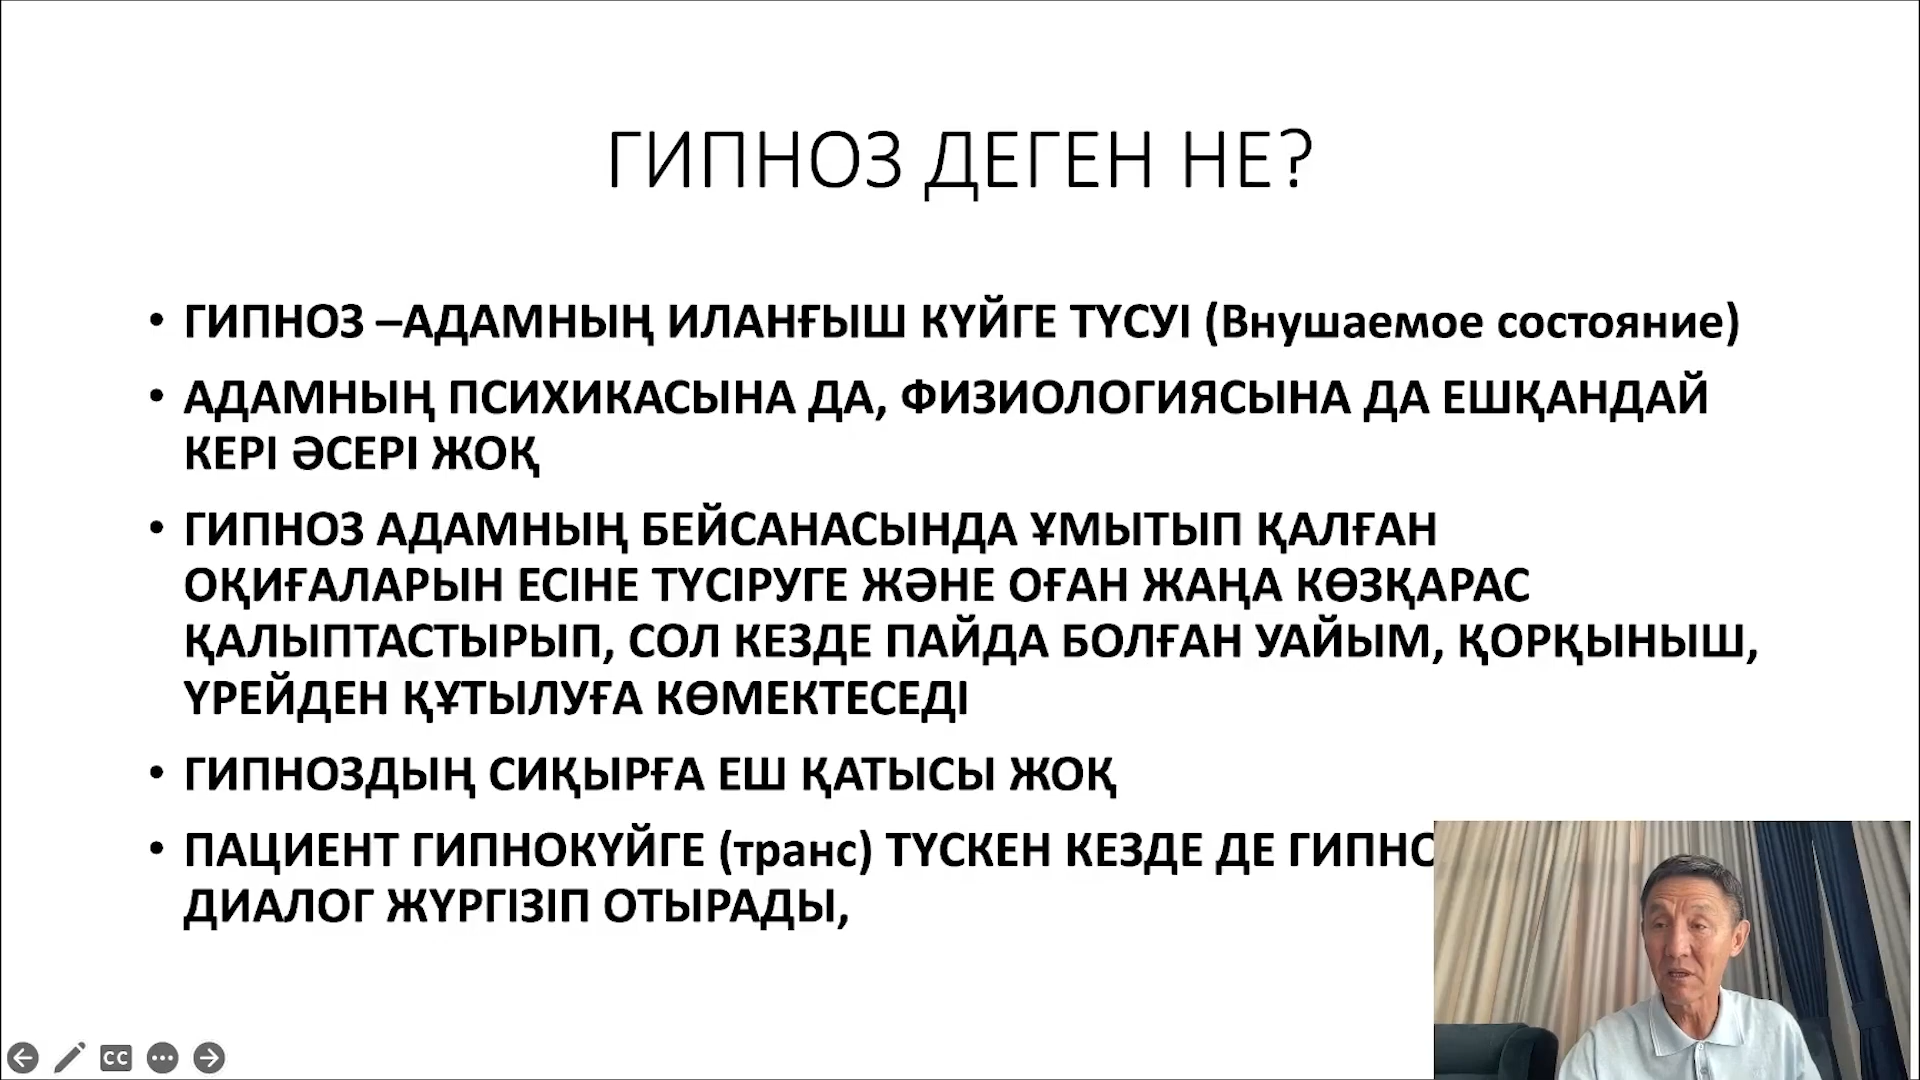 ГИПНОЗ ДЕГЕН НЕ?
• ГИПНОЗ –АДАМНЫҢ ИЛАНҒЫШ КҮЙГЕ ТҮСУІ (Внушаемое состояние)
• АДАМНЫҢ ПСИХИКАСЫНА ДА, ФИЗИОЛОГИЯСЫНА ДА ЕШҚАНДАЙ
КЕРІ ӘСЕРІ ЖОҚ
• ГИПНОЗ АДАМНЫҢ БЕЙСАНАСЫНДА ҰМЫТЫП ҚАЛҒАН
ОҚИҒАЛАРЫН ЕСІНЕ ТҮСІРУГЕ ЖӘНЕ ОҒАН ЖАҢА КӨЗҚАРАС
ҚАЛЫПТАСТЫРЫП, СОЛ КЕЗДЕ ПАЙДА БОЛҒАН УАЙЫМ, ҚОРҚЫНЫШ,
ҮРЕЙДЕН ҚҰТЫЛУҒА КӨМЕКТЕСЕДІ
• ГИПНОЗДЫҢ СИҚЫРҒА ЕШ ҚАТЫСЫ ЖОҚ
• ПАЦИЕНТ ГИПНОКҮЙГЕ (транс) ТҮСКЕН КЕЗДЕ ДЕ
ДИАЛОГ ЖҮРГІЗІП ОТЫРАДЫ,
CC